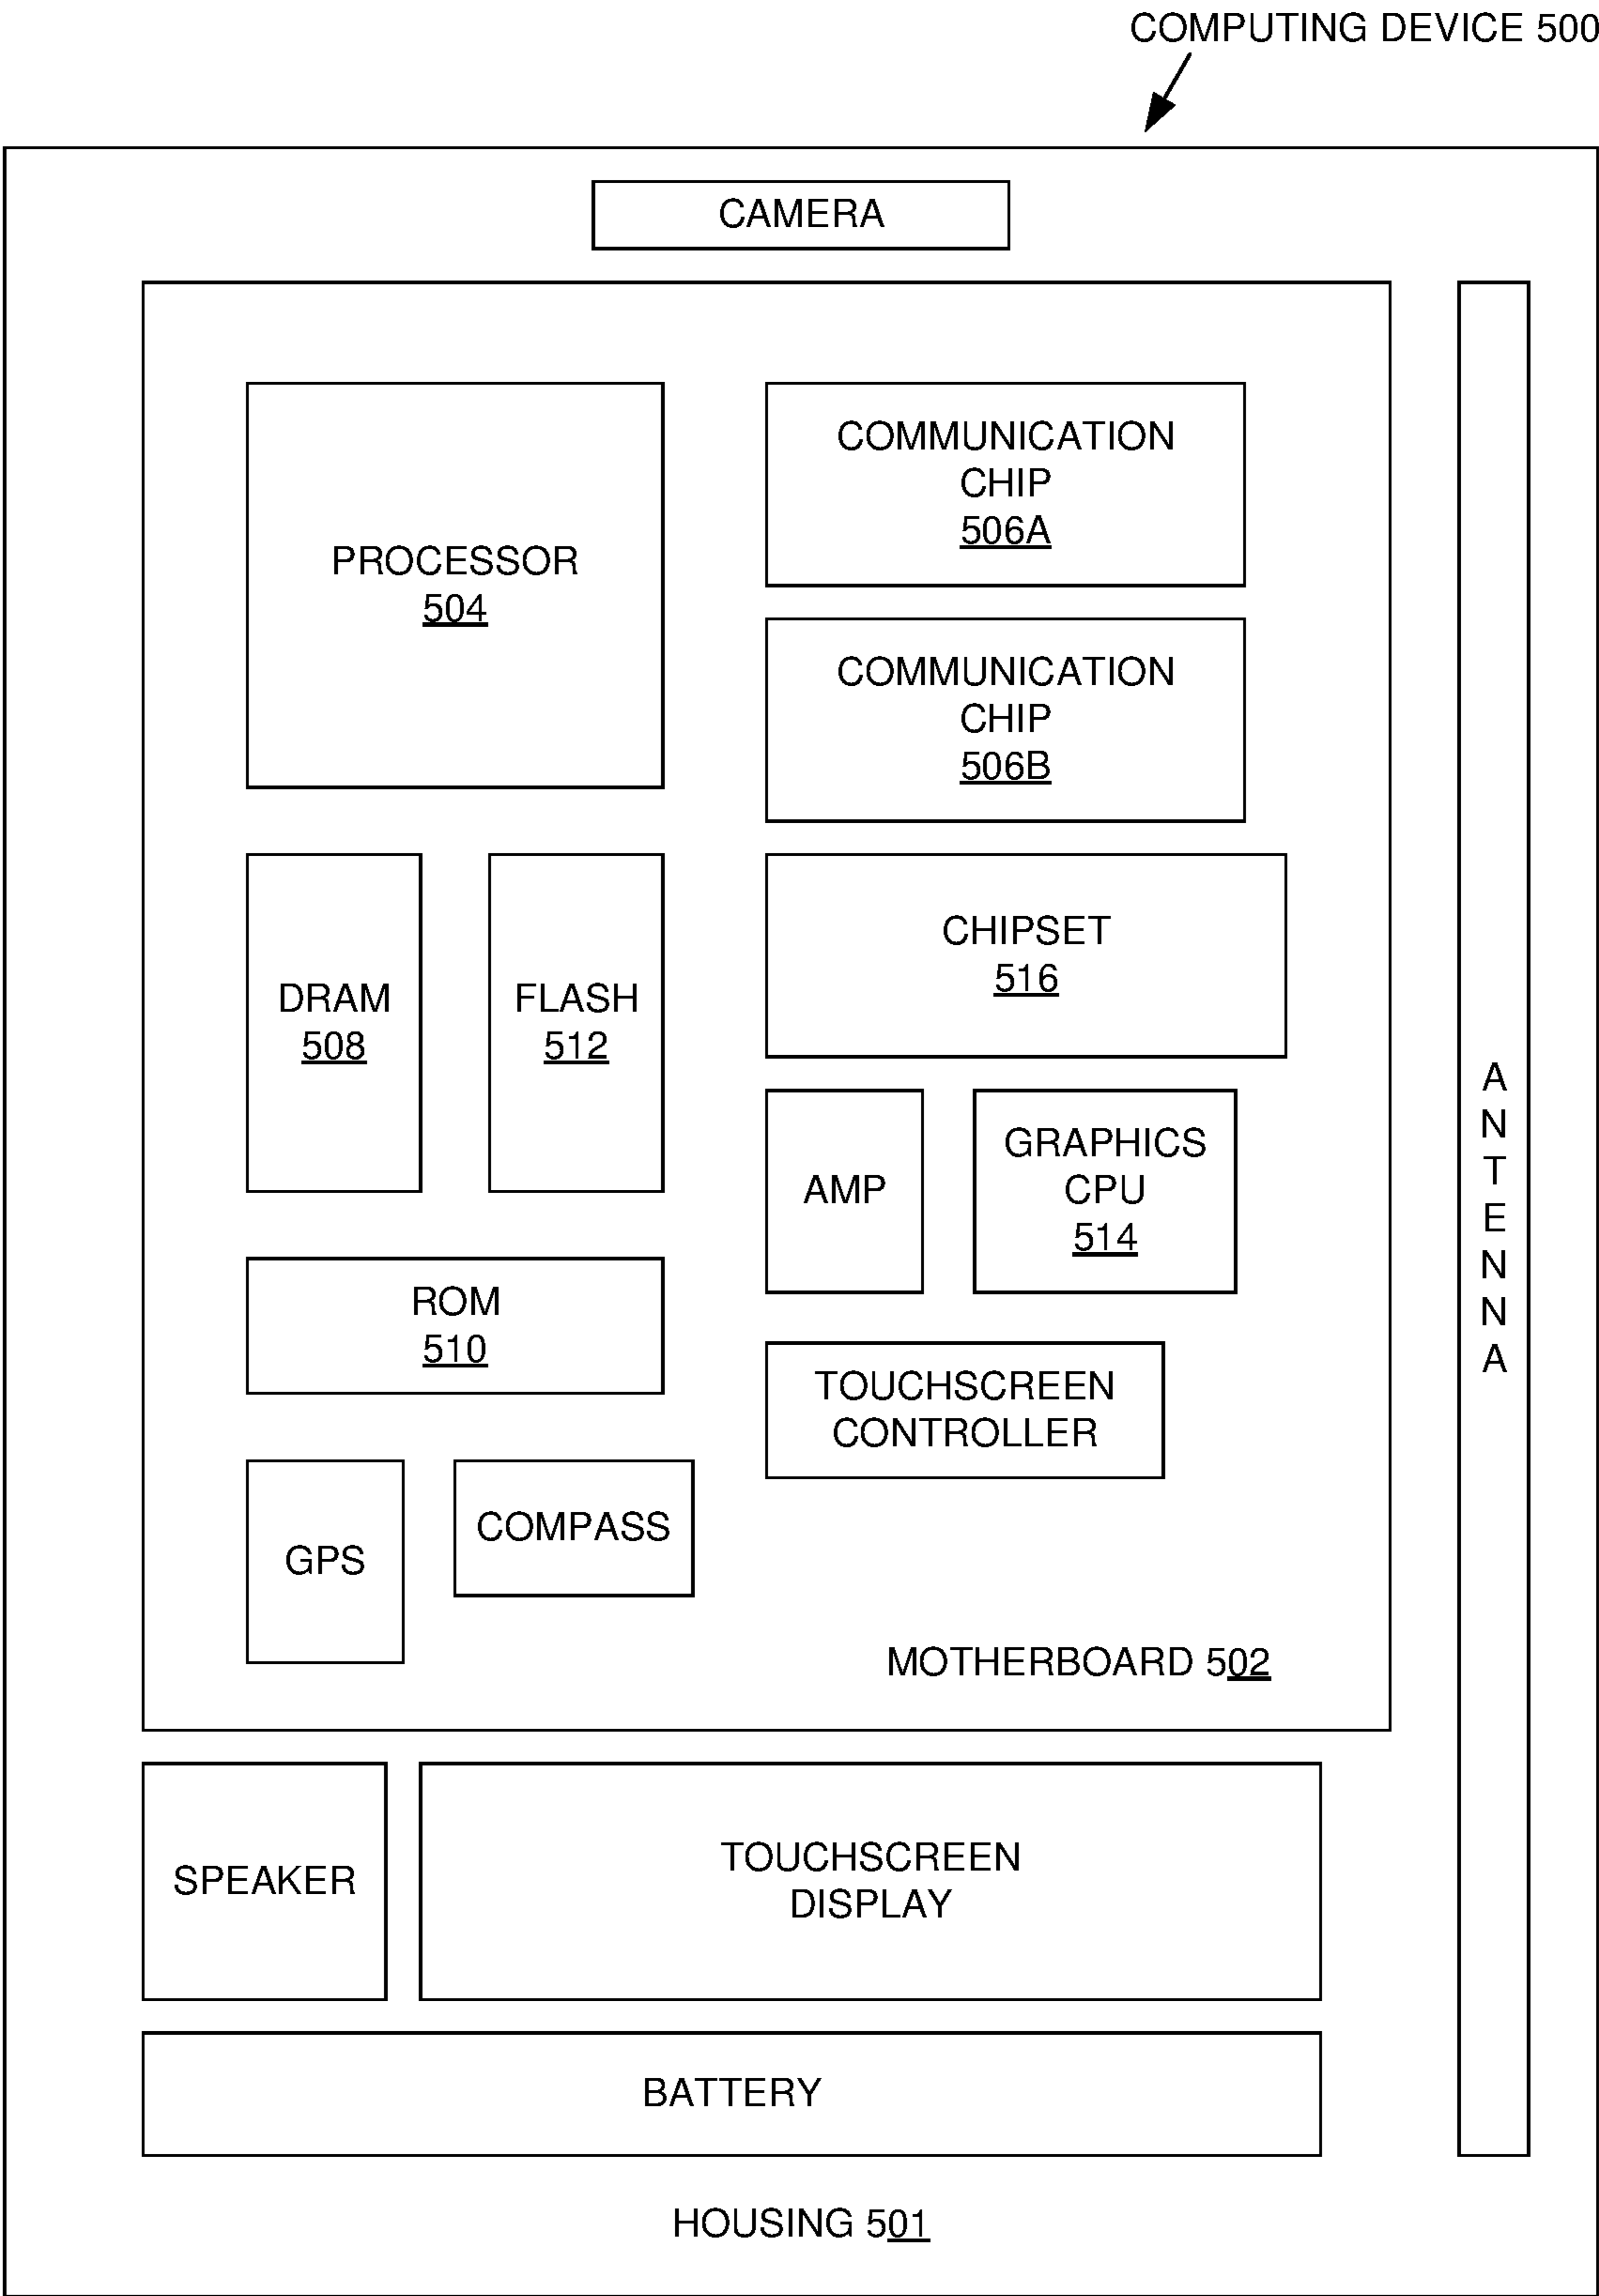 COMPUTING DEVICE 500
CAMERA
PROCESSOR
504
COMMUNICATION
CHIP
506A
COMMUNICATION
CHIP
506B
DRAM
508
FLASH
512
CHIPSET
516
AMP
GRAPHICS
CPU
514
ROM
510
TOUCHSCREEN
CONTROLLER
GPS
COMPASS
MOTHERBOARD 502
ANTENNA
SPEAKER
TOUCHSCREEN
DISPLAY
BATTERY
HOUSING 501